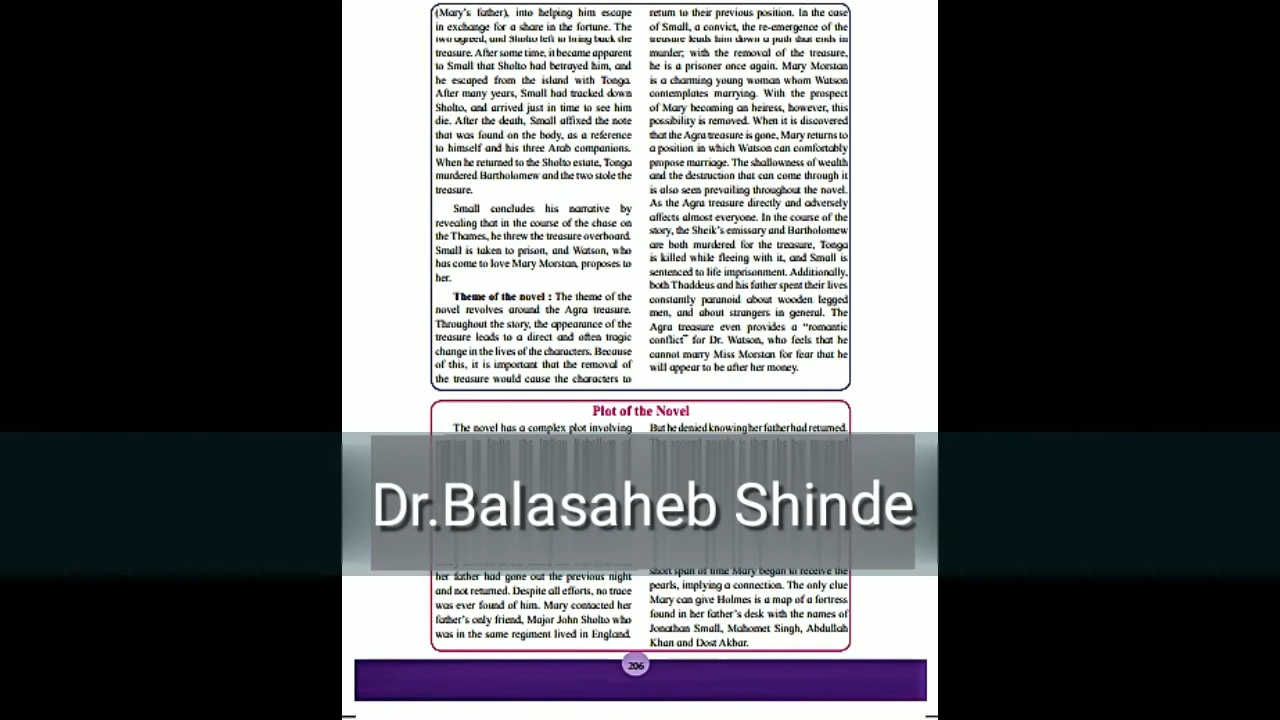 (Mary's father), into helping him escape
in exchange for a share in the fortune. The
two agreed, and Sholto left to bring back the
treasure. After some time, it became apparent
to Small that Sholto had betrayed him, and
he escaped from the island with Tonga.
After many years, Small had tracked down
Sholto, and arrived just in time to see him
die. After the death, Small affixed the note
that was found on the body, as a reference
to himself and his three Arab companions.
When he returned to the Sholto estate, Tonga
murdered Bartholomew and the two stole the
treasure.
Small concludes his narrative by
revealing that in the course of the chase on
the Thames, he threw the treasure overboard.
Small is taken to prison, and Watson, who
has come to love Mary Morstan, proposes to
her.
Theme of the novel : The theme of the
novel revolves around the Agra treasure.
Throughout the story, the appearance of the
treasure leads to a direct and often tragic
change in the lives of the characters. Because
of this, it is important that the removal of
the treasure would cause the characters to
return to their previous position. In the case
of Small, a convict, the re-emergence of the
treasure leads him down a path that ends in
murder; with the removal of the treasure,
he is a prisoner once again. Mary Morstan
is a charming young woman whom Watson
contemplates marrying. With the prospect
of Mary becoming an heiress, however, this
possibility is removed. When it is discovered
that the Agra treasure is gone, Mary returns to
a position in which Watson can comfortably
propose marriage. The shallowness of wealth
and the destruction that can come through it
is also seen prevailing throughout the novel.
As the Agra treasure directly and adversely
affects almost everyone. In the course of the
story, the Sheik's emissary and Bartholomew
are both murdered for the treasure, Tonga
is killed while fleeing with it, and Small is
sentenced to life imprisonment. Additionally,
both Thaddeus and his father spent their lives
constantly paranoid about wooden legged
men, and about strangers in general. The
Agra treasure even provides a “romantic
conflict” for Dr. Watson, who feels that he
cannot marry Miss Morstan for fear that he
will appear to be after her money.
Plot of the Novel
The novel has a complex plot involving
service in India, the Indian Rebellion of
her father had gone out the previous night
and not returned. Despite all efforts, no trace
was ever found of him. Mary contacted her
father's only friend, Major John Sholto who
was in the same regiment lived in England.
But he denied knowing her father had returned.
The second puzzle is that she has received
short span of time Mary began to receive the
pearls, implying a connection. The only clue
Mary can give Holmes is a map of a fortress
found in her father's desk with the names of
Jonathan Small, Mahomet Singh, Abdullah
Khan and Dost Akbar.
Dr.Balasaheb Shinde
206